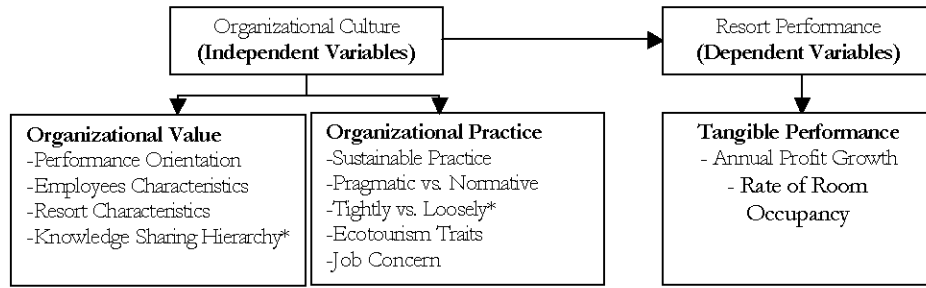 Organizational Culture
(Independent Variables)
Resort Performance
(Dependent Variables)
Organizational Value
-Performance Orientation
-Employees Characteristics
-Resort Characteristics
-Knowledge Sharing Hierarchy*
Organizational Practice
-Sustainable Practice
-Pragmatic vs. Normative
-Tightly vs. Loosely*
-Ecotourism Traits
-Job Concern
Tangible Performance
- Annual Profit Growth
- Rate of Room
Occupancy